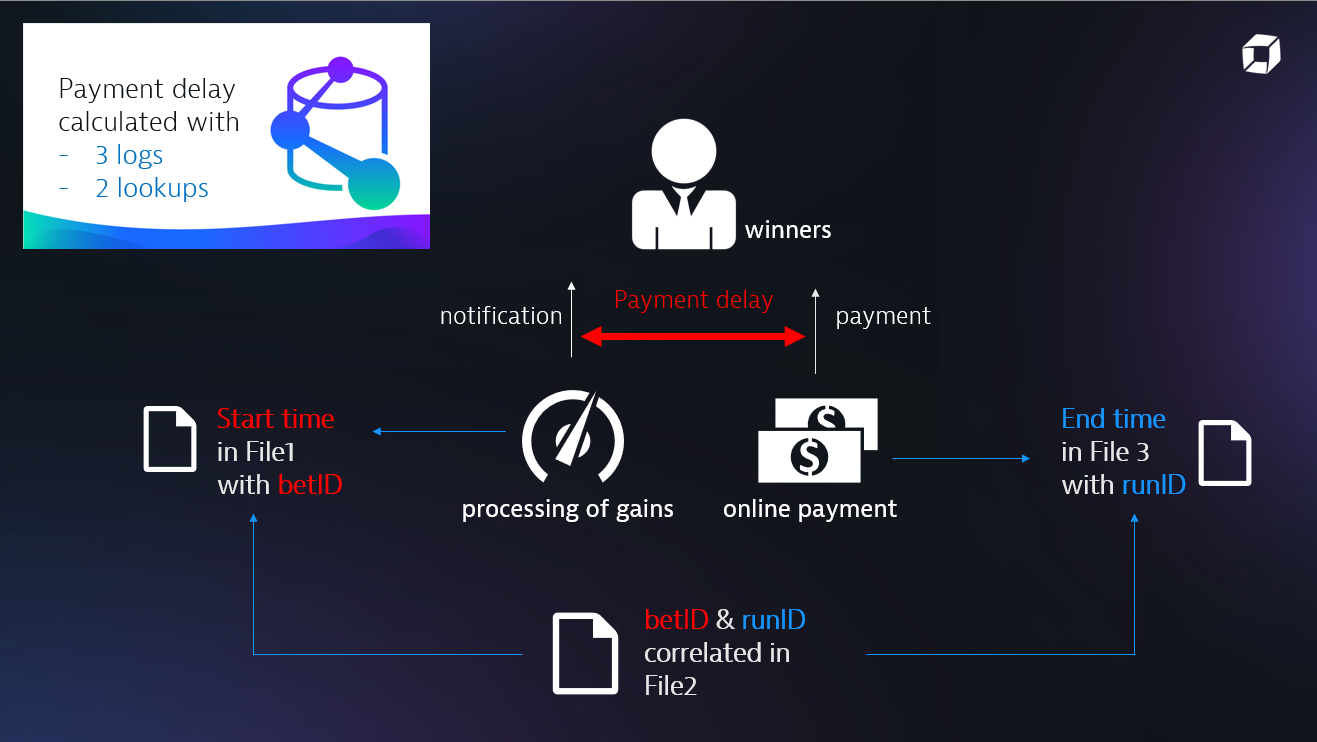 Payment delay
calculated with
- 3 logs
- 2 lookups
winners
notification
Payment delay
payment
Start time
in File1
with betID
processing of gains
online payment
End time
in File 3
with runID
betID & runID
correlated in
File2